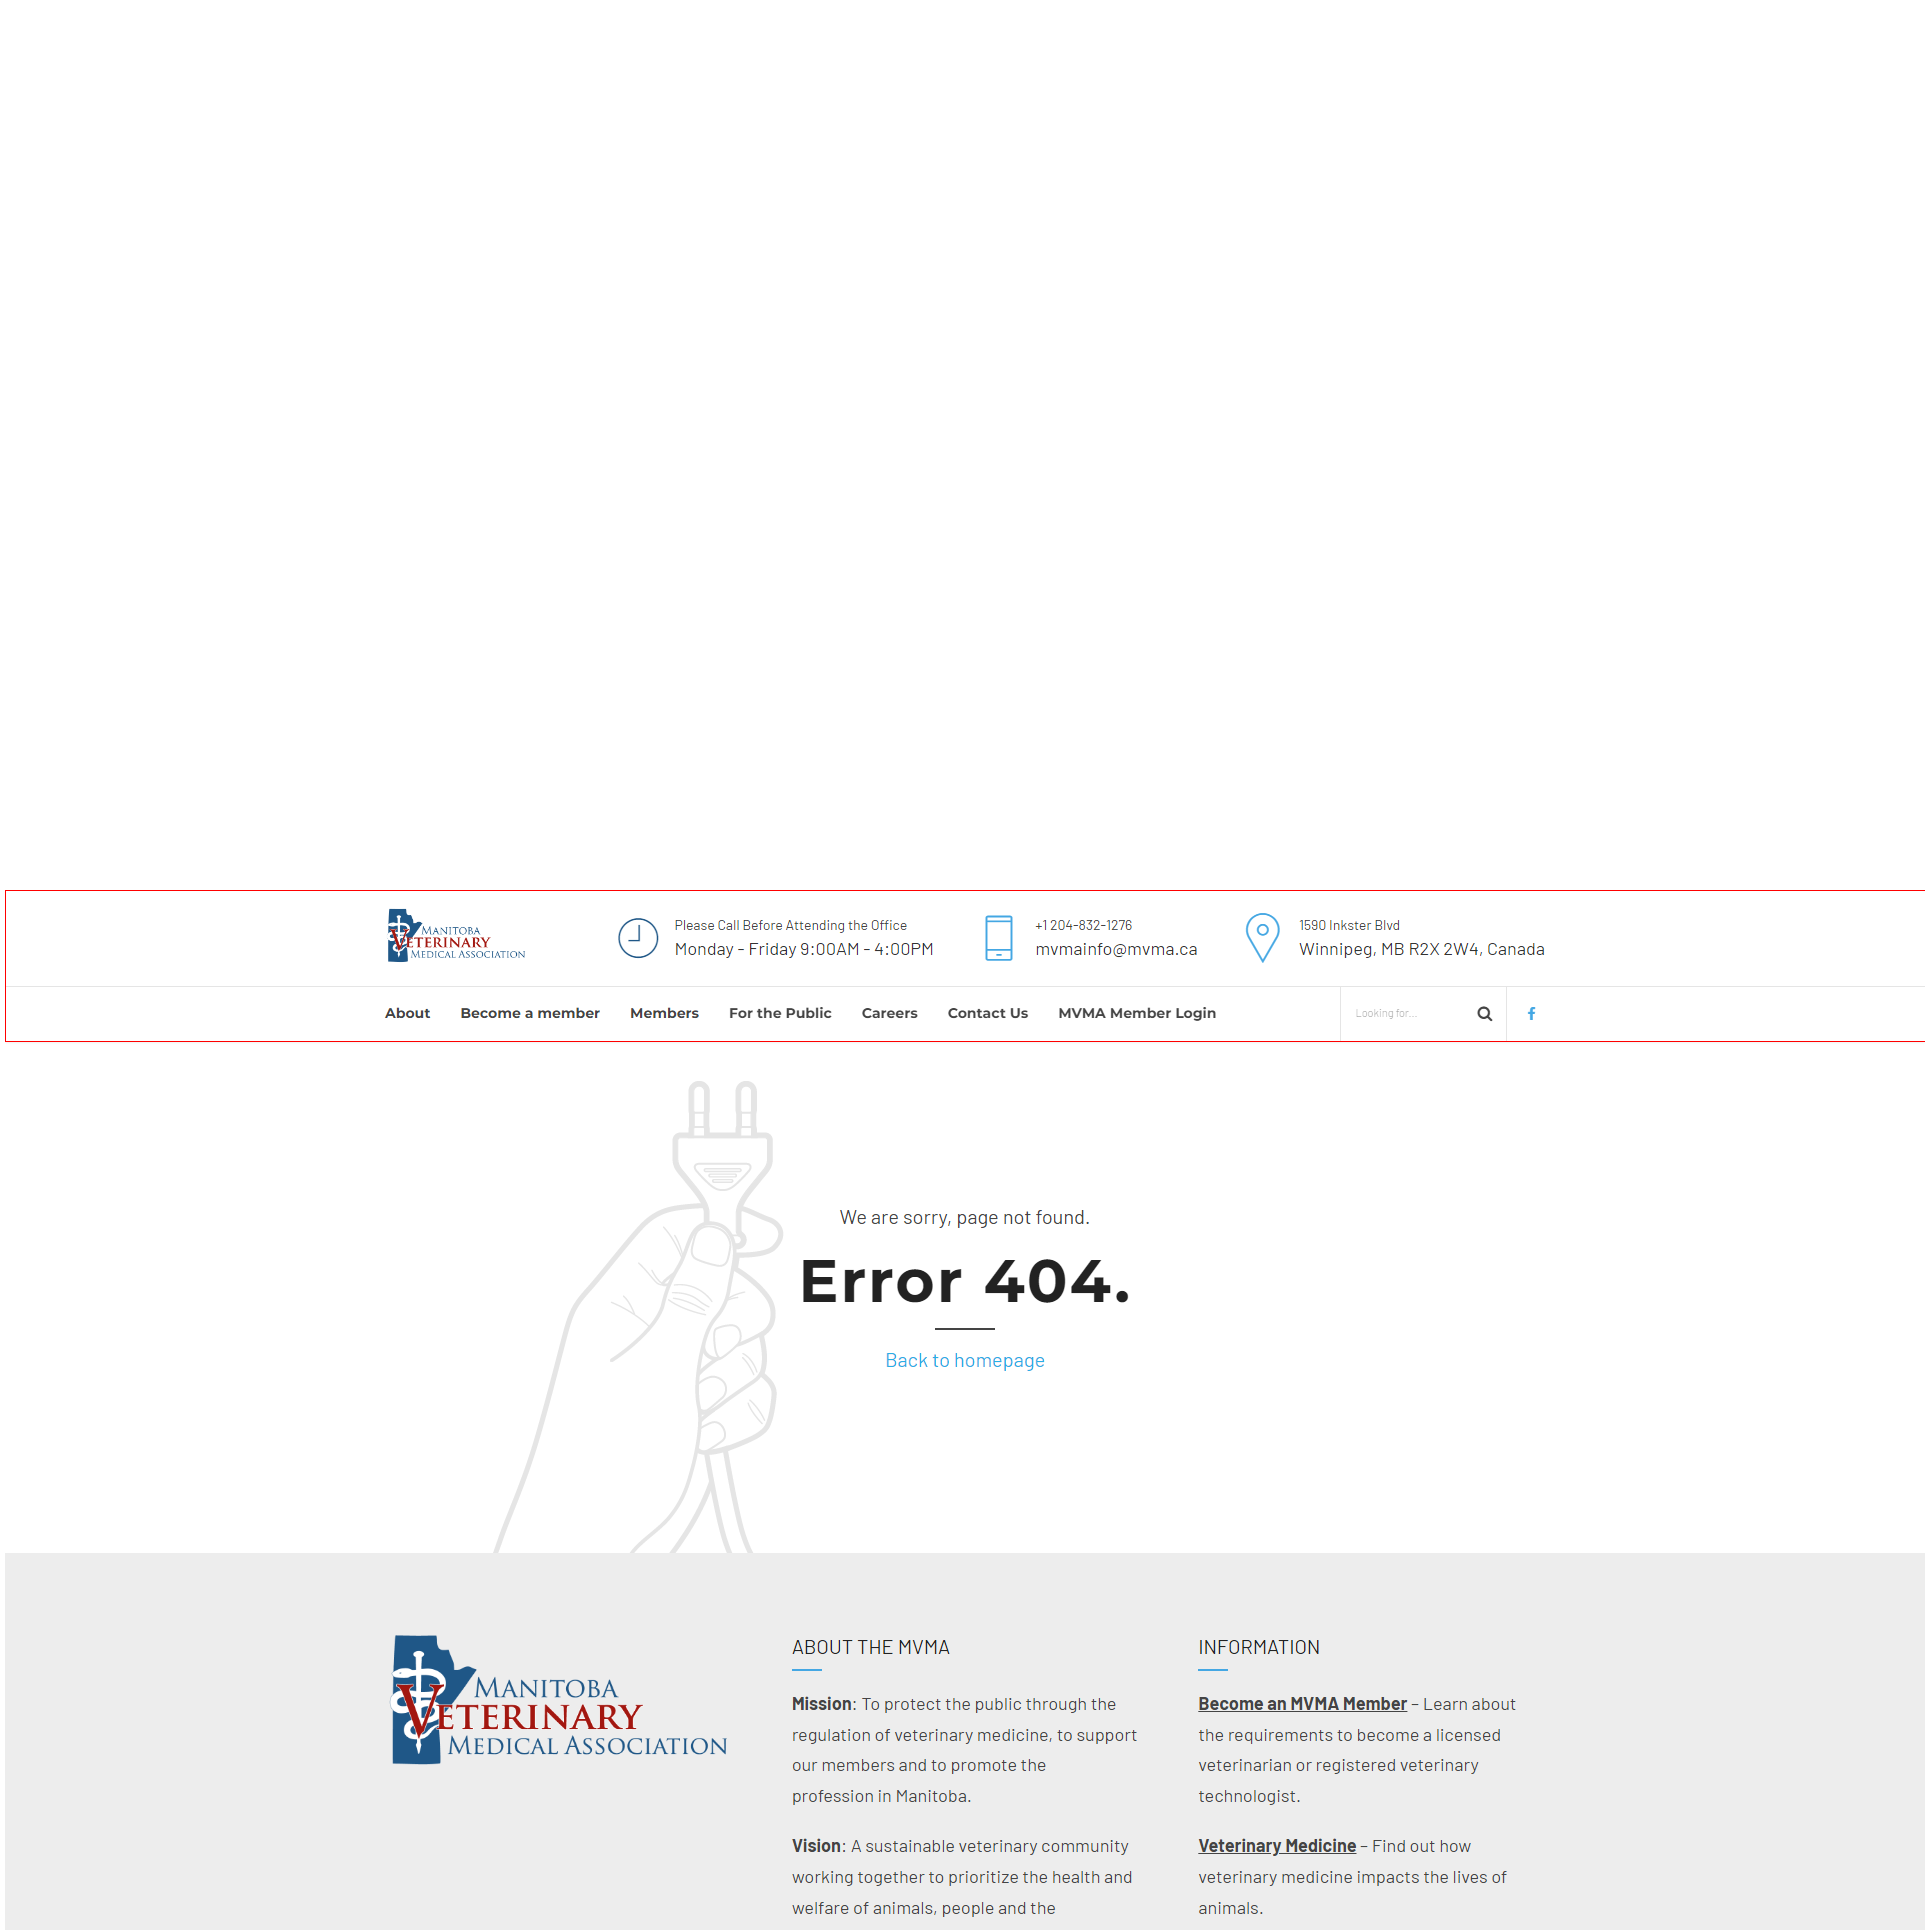 MANITOBA
VETERINARY
MEDICAL ASSOCIATION
Please Call Before Attending the Office
Monday - Friday 9:00AM - 4:00PM
+1 204-832-1276
mvmainfo@mvma.ca
1590 Inkster Blvd
Winnipeg, MB R2X 2W4, Canada
About Become a member Members For the Public Careers Contact Us MVMA Member Login Looking for...
We are sorry, page not found.
Error 404.
Back to homepage
MANITOBA
VETERINARY
MEDICAL ASSOCIATION
ABOUT THE MVMA
Mission: To protect the public through the
regulation of veterinary medicine, to support
our members and to promote the
profession in Manitoba.
Vision: A sustainable veterinary community
working together to prioritize the health and
welfare of animals, people and the
INFORMATION
Become an MVMA Member – Learn about
the requirements to become a licensed
veterinarian or registered veterinary
technologist.
Veterinary Medicine – Find out how
veterinary medicine impacts the lives of
animals.